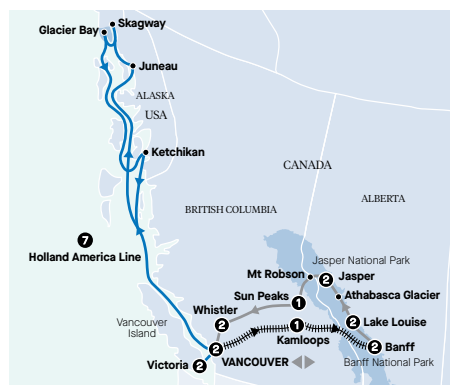 Skagway
Glacier Bay
Juneau
ALASKA
USA
Ketchikan
CANADA
ALBERTA
BRITISH COLUMBIA
7
Holland America Line
Jasper National Park
Mt Robson
2 Jasper
Sun Peaks
1
Athabasca Glacier
Whistler
2
1
Kamloops
2 Lake Louise
Vancouver
Island
2
VANCOUVER
2 Banff
Victoria 2
Banff National Park